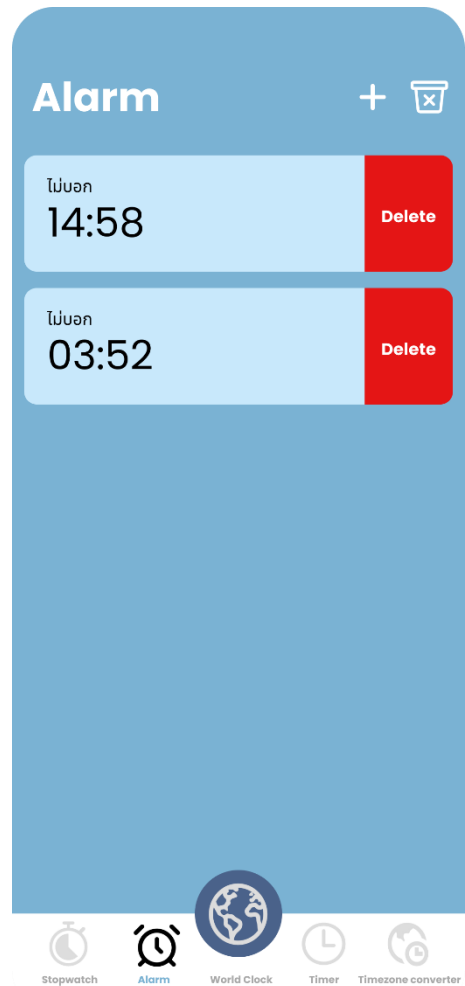 Alarm
ไม่บอก
14:58
Delete
ไม่บอก
03:52
Delete
Stopwatch
Alarm
World Clock
Timer
Timezone converter